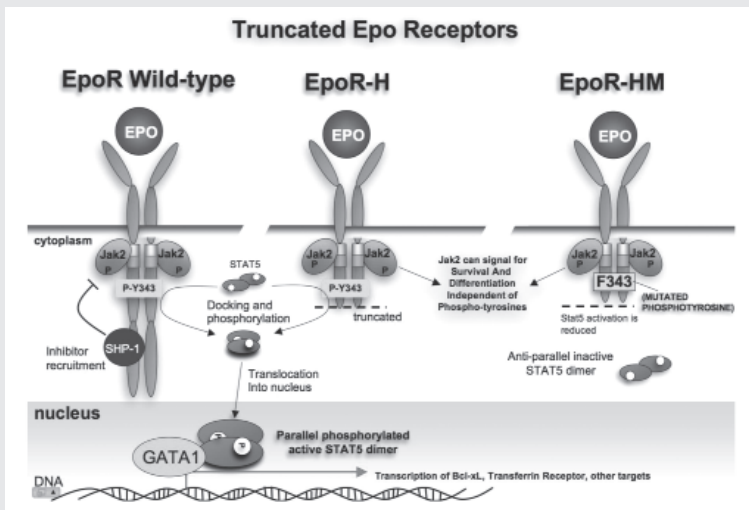 Truncated Epo Receptors
EpoR Wild-type
EpoR-H
EpoR-HM
EPO
EPO
EPO
cytoplasm
Jak2
P
Jak2
P
P-Y343
STAT5
Docking and
phosphorylation
SHP-1
Inhibitor
recruitment
Jak2
P
Jak2
P
P-Y343
truncated
Jak2 can signal for
Survival And
Differentiation
Independent of
Phospho-tyrosines
Jak2
P
Jak2
P
F343
(MUTATED
PHOSPHOTYROSINE)
Stat5 activation is
reduced
Anti-parallel inactive
STAT5 dimer
Translocation
Into nucleus
nucleus
GATA1
P
Parallel phosphorylated
active STAT5 dimer
Transcription of Bcl-xL, Transferrin Receptor, other targets
DNA